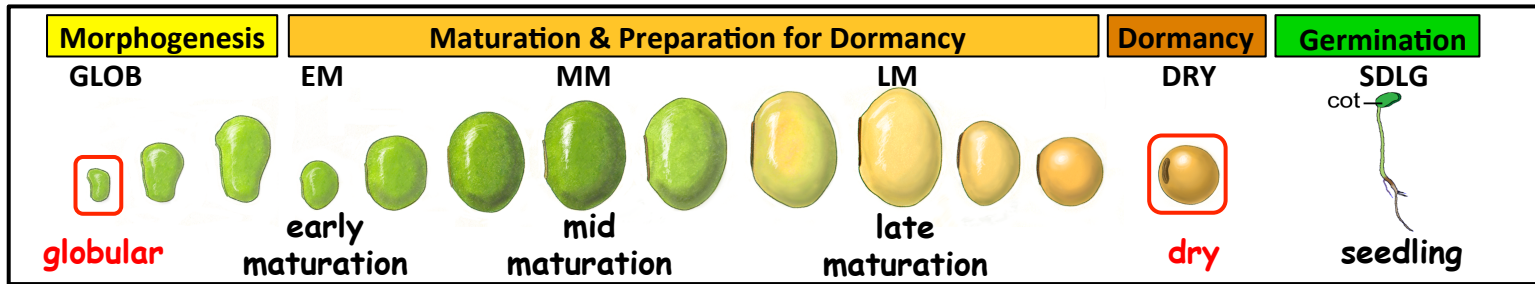 Morphogenesis
Maturation & Preparation for Dormancy
Dormancy
Germination
GLOB
EM
MM
LM
DRY
SDLG
cot
globular
early
maturation
mid
maturation
late
maturation
dry
seedling